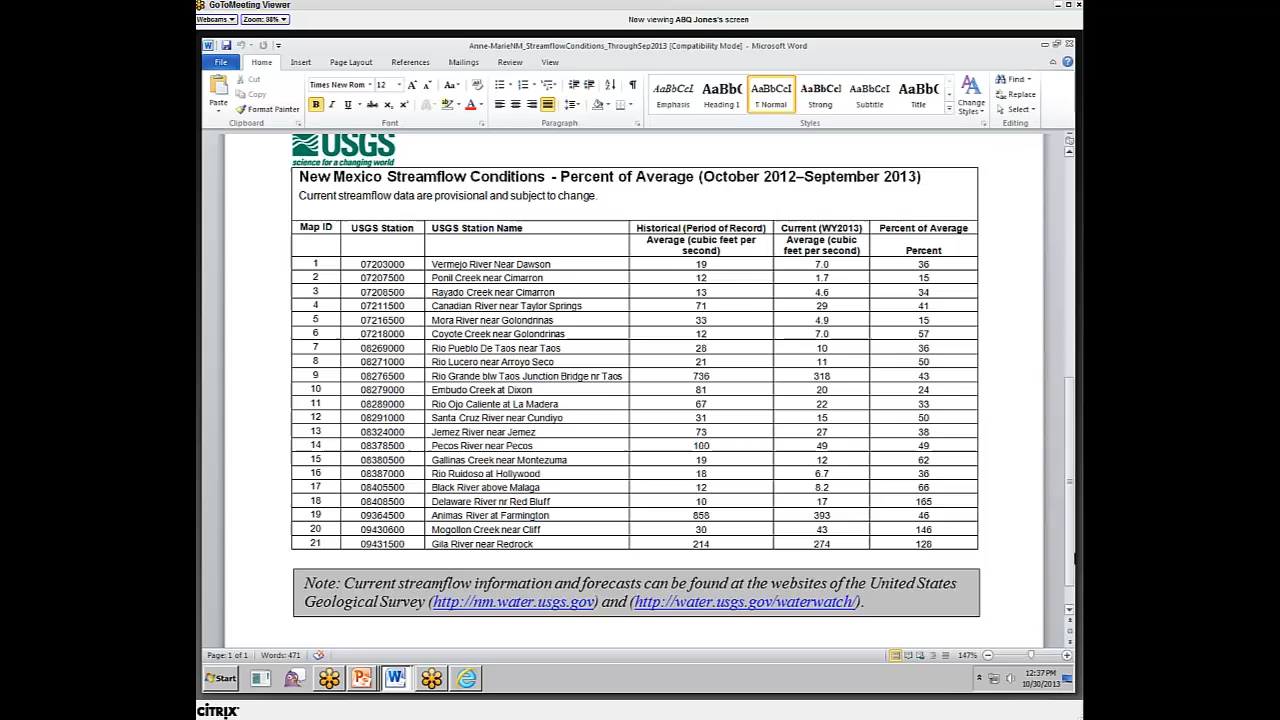 GoToMeeting Viewer
Webcams Zoom: 38% Now viewing ABQ Jones's screen
Anne-MarieNM_StreamflowConditions_ThroughSep2013 [Compatibility Mode] - Microsoft Word
File Home Insert Page Layout References Mailings Review View
Paste Cut Copy Format Painter Times New Rom 12 AaBbCcI AaBb( AaBbCcI AaBbCcI AaBbCcI AaBb( Change Styles Find Replace Select
Emphasis Heading 1 ¶ Normal Strong Subtitle Title
Clipboard Font Paragraph Styles Editing
USGS
science for a changing world
New Mexico Streamflow Conditions - Percent of Average (October 2012–September 2013)
Current streamflow data are provisional and subject to change.
Map ID USGS Station USGS Station Name Historical (Period of Record) Current (WY2013) Percent of Average
Average (cubic feet per second) Average (cubic feet per second) Percent
1 07203000 Vermejo River Near Dawson 19 7.0 36
2 07207500 Ponil Creek near Cimarron 12 1.7 15
3 07208500 Rayado Creek near Cimarron 13 4.6 34
4 07211500 Canadian River near Taylor Springs 71 29 41
5 07216500 Mora River near Golondrinas 33 4.9 15
6 07218000 Coyote Creek near Golondrinas 12 7.0 57
7 08269000 Rio Pueblo De Taos near Taos 28 10 36
8 08271000 Rio Lucero near Arroyo Seco 21 11 50
9 08276500 Rio Grande blw Taos Junction Bridge nr Taos 736 318 43
10 08279000 Embudo Creek at Dixon 81 20 24
11 08289000 Rio Ojo Caliente at La Madera 67 22 33
12 08291000 Santa Cruz River near Cundiyo 31 15 50
13 08324000 Jemez River near Jemez 73 27 38
14 08378500 Pecos River near Pecos 100 49 49
15 08380500 Gallinas Creek near Montezuma 19 12 62
16 08387000 Rio Ruidoso at Hollywood 18 6.7 36
17 08405500 Black River above Malaga 12 8.2 66
18 08408500 Delaware River nr Red Bluff 10 17 165
19 09364500 Animas River at Farmington 858 393 46
20 09430600 Mogollon Creek near Cliff 30 43 146
21 09431500 Gila River near Redrock 214 274 128
Note: Current streamflow information and forecasts can be found at the websites of the United States
Geological Survey (http://nm.water.usgs.gov) and (http://water.usgs.gov/waterwatch/).
Page: 1 of 1 Words: 471 147%
Start 12:37 PM
10/30/2013
CITRIX